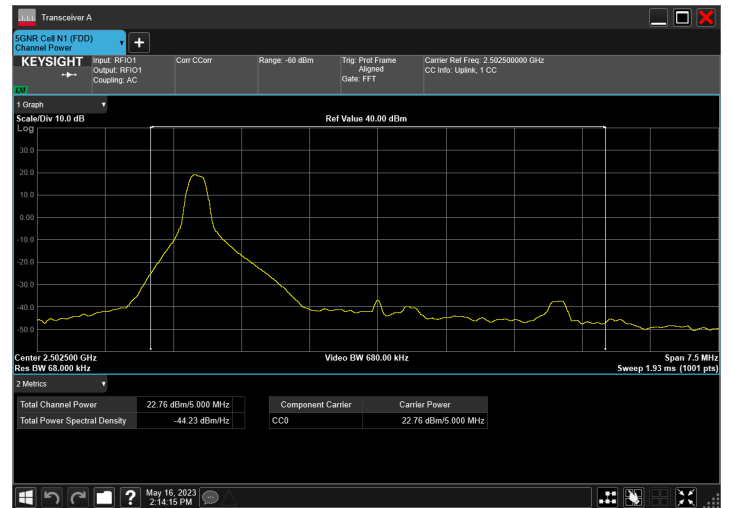 Transceiver A
5GNR Cell N1 (FDD)
Channel Power
KEYSIGHT
LXI
Input: RFIO1
Output: RFIO1
Coupling: AC
Corr CCorr
Range: -60 dBm
Trig: Prot Frame
Aligned
Gate: FFT
Carrier Ref Freq: 2.502500000 GHz
CC Info: Uplink, 1 CC
1 Graph
Scale/Div 10.0 dB
Ref Value 40.00 dBm
Log
30.0
20.0
10.0
0.00
-10.0
-20.0
-30.0
-40.0
-50.0
Center 2.502500 GHz
Video BW 680.00 kHz
Span 7.5 MHz
Res BW 68.000 kHz
Sweep 1.93 ms (1001 pts)
2 Metrics
Total Channel Power 22.76 dBm/5.000 MHz
Total Power Spectral Density -44.23 dBm/Hz
Component Carrier Carrier Power
CC0 22.76 dBm/5.000 MHz
?
May 16, 2023
2:14:15 PM